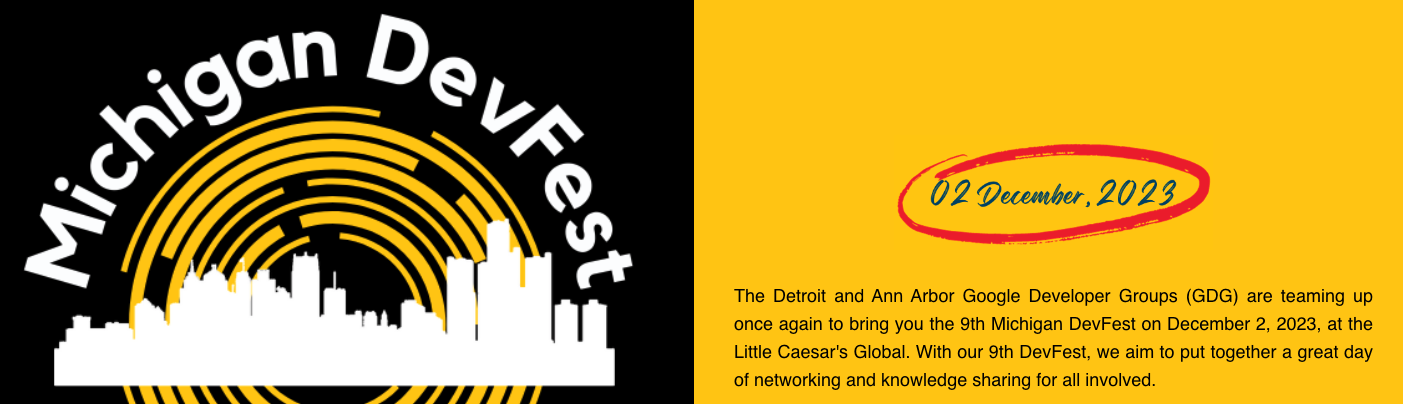 Michigan DevFest
02 December, 2023
The Detroit and Ann Arbor Google Developer Groups (GDG) are teaming up
once again to bring you the 9th Michigan DevFest on December 2, 2023, at the
Little Caesar's Global. With our 9th DevFest, we aim to put together a great day
of networking and knowledge sharing for all involved.